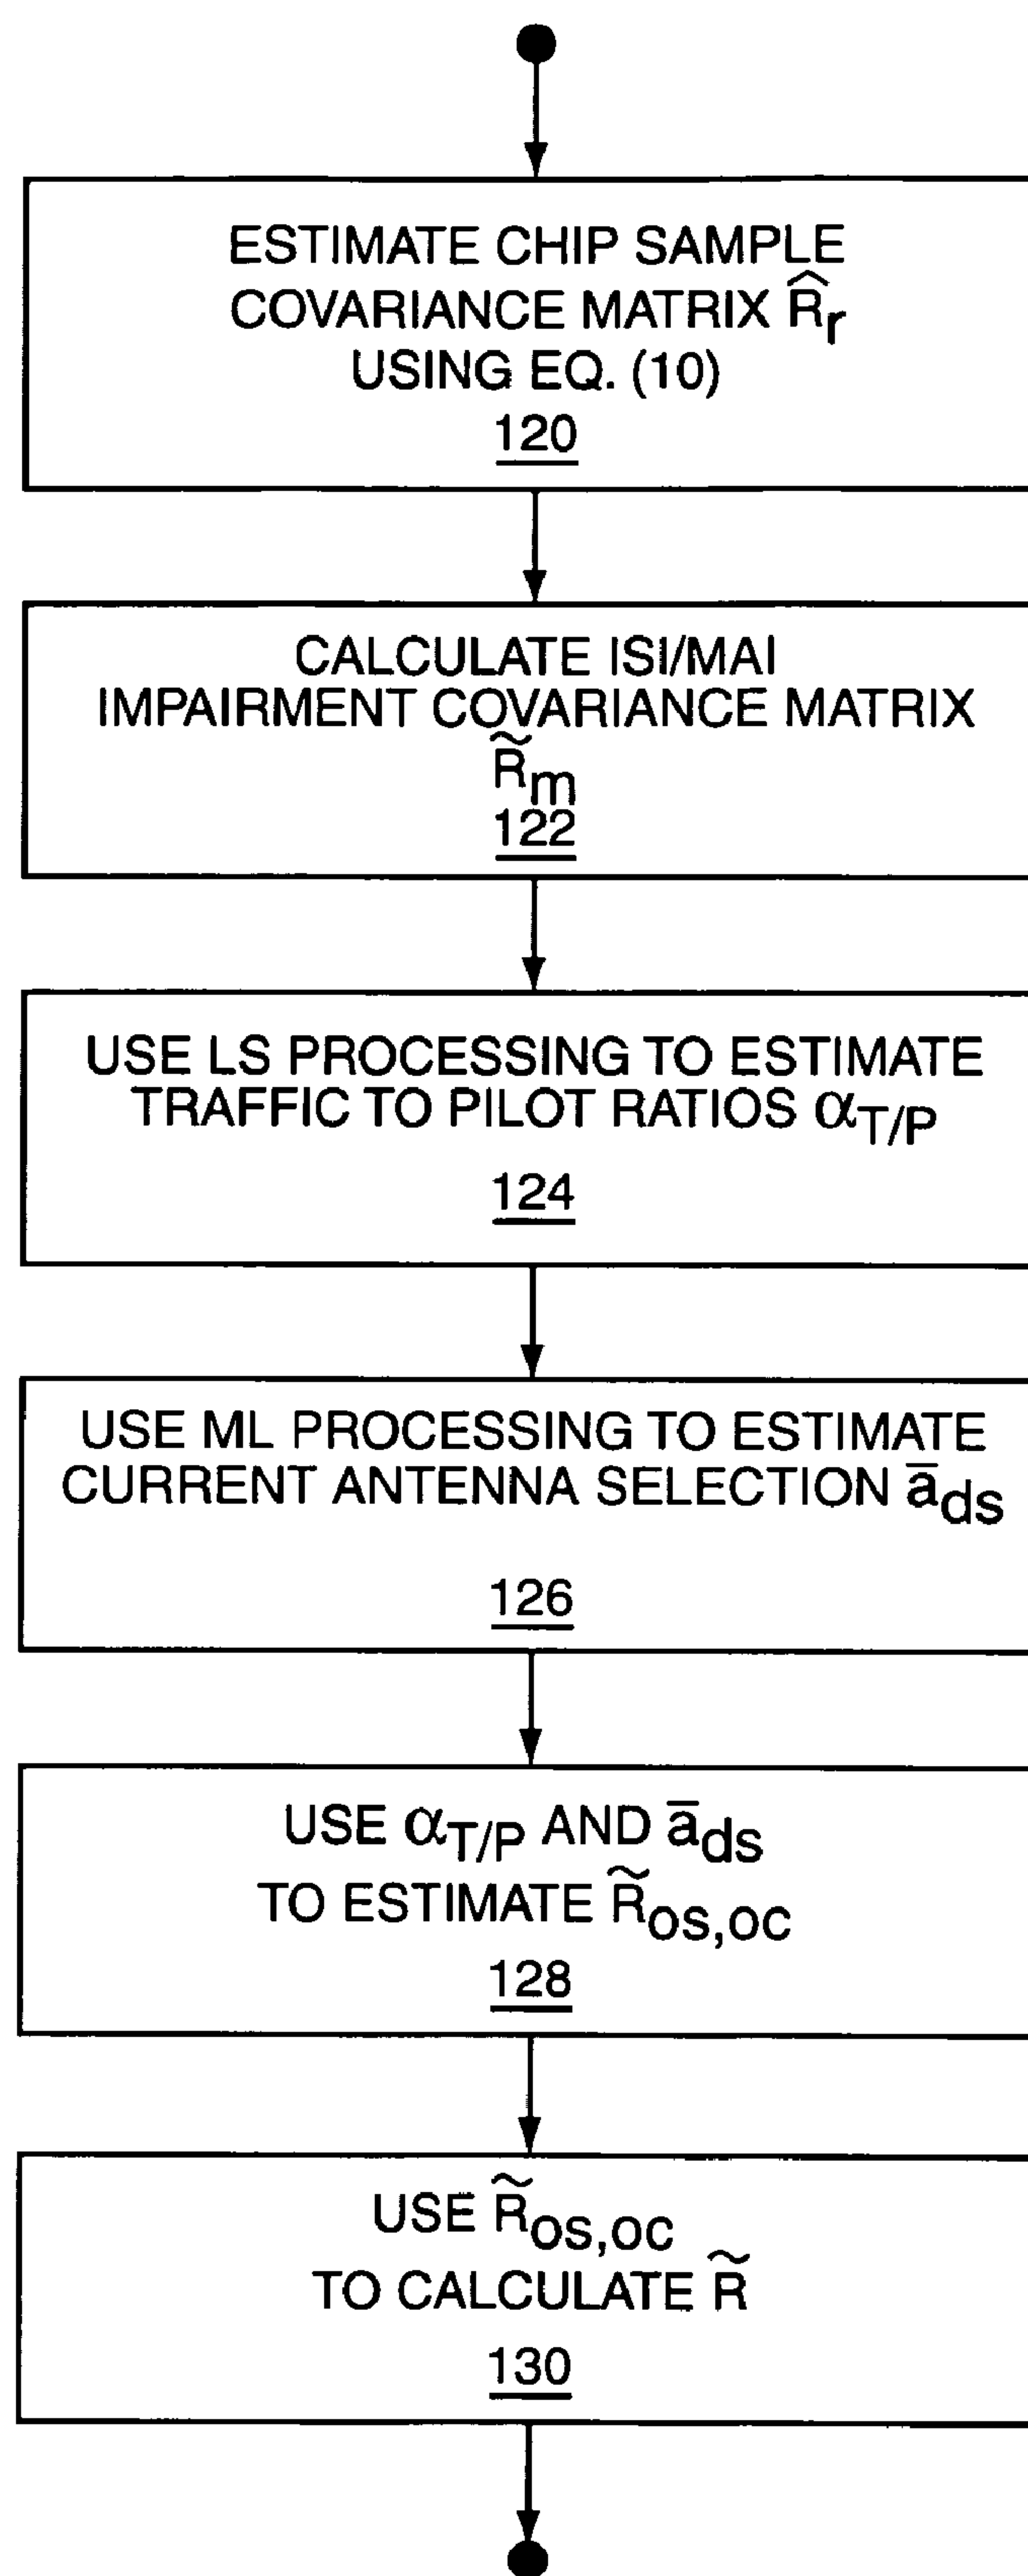 ESTIMATE CHIP SAMPLE
COVARIANCE MATRIX R̂r
USING EQ. (10)
120
CALCULATE ISI/MAI
IMPAIRMENT COVARIANCE MATRIX
R̃m
122
USE LS PROCESSING TO ESTIMATE
TRAFFIC TO PILOT RATIOS αT/P
124
USE ML PROCESSING TO ESTIMATE
CURRENT ANTENNA SELECTION āds
126
USE αT/P AND āds
TO ESTIMATE R̃os,oc
128
USE R̃os,oc
TO CALCULATE R̃
130